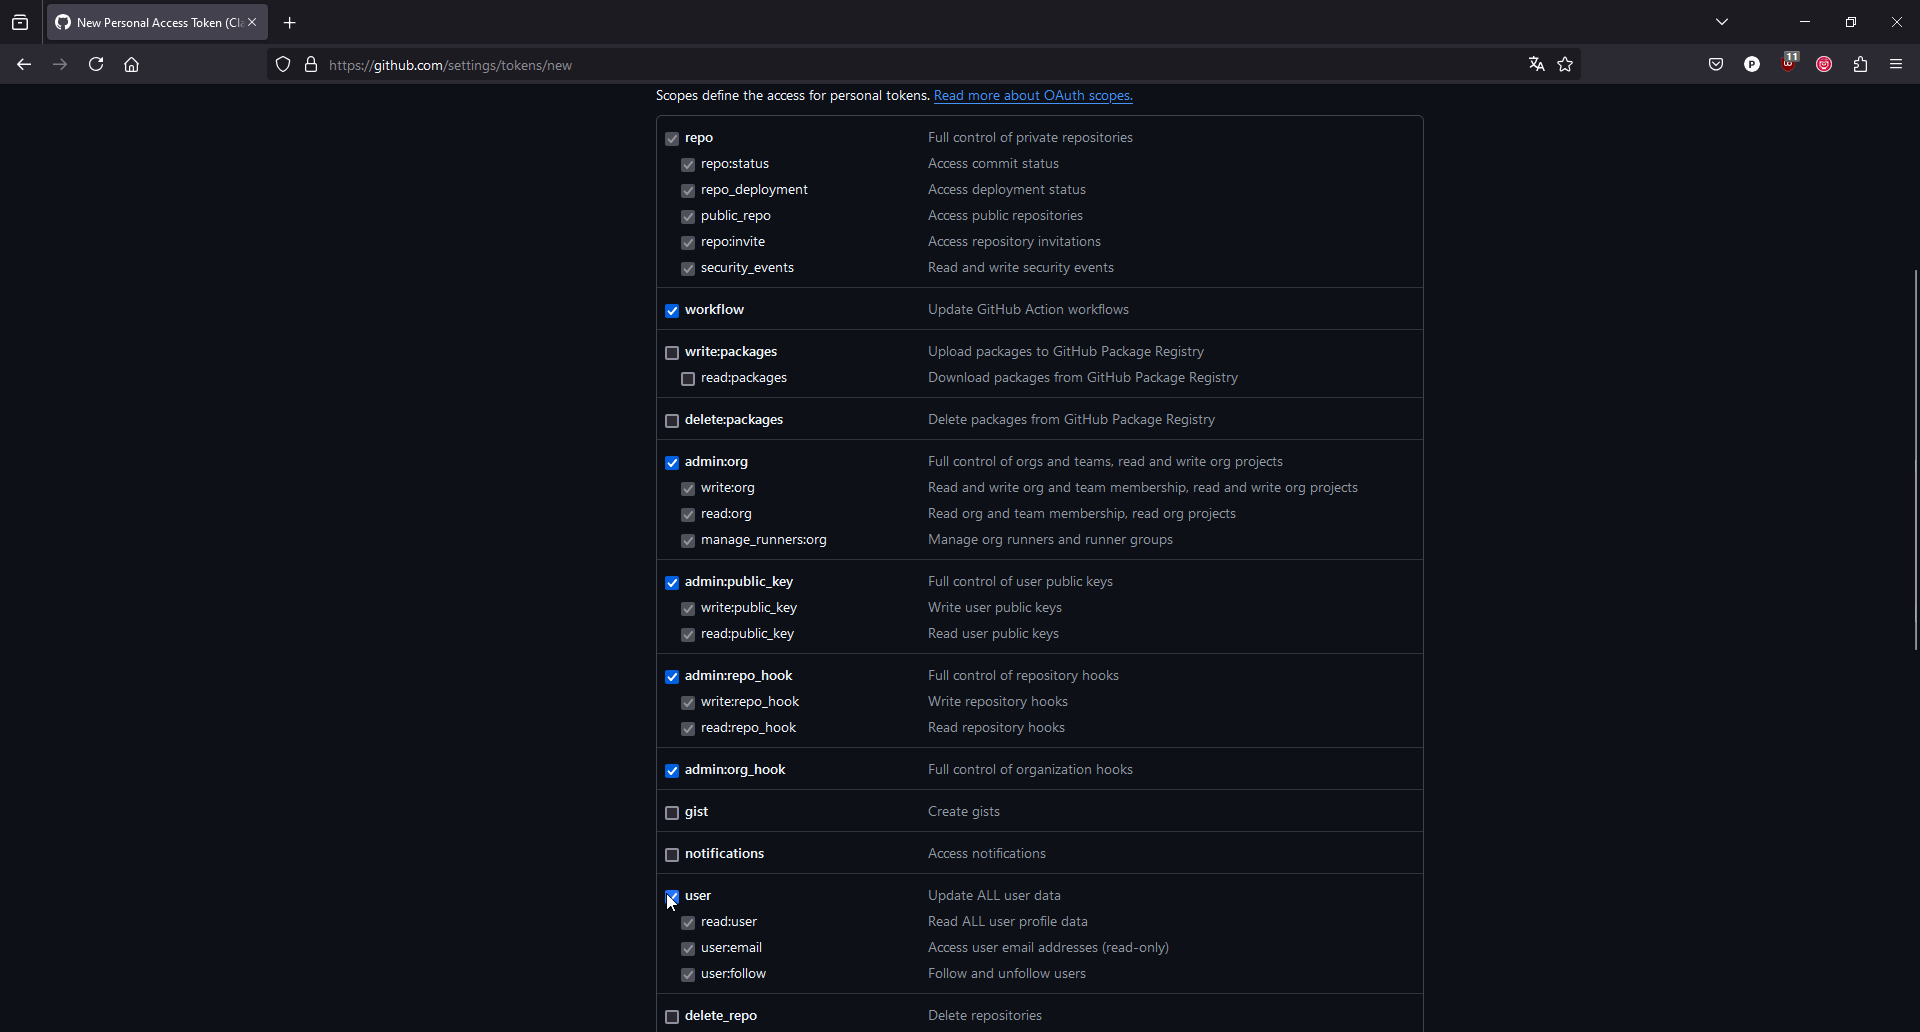 New Personal Access Token (Cla
https://github.com/settings/tokens/new
P
11
Scopes define the access for personal tokens. Read more about OAuth scopes.
repo Full control of private repositories
repo:status Access commit status
repo_deployment Access deployment status
public_repo Access public repositories
repo:invite Access repository invitations
security_events Read and write security events
workflow Update GitHub Action workflows
write:packages Upload packages to GitHub Package Registry
read:packages Download packages from GitHub Package Registry
delete:packages Delete packages from GitHub Package Registry
admin:org Full control of orgs and teams, read and write org projects
write:org Read and write org and team membership, read and write org projects
read:org Read org and team membership, read org projects
manage_runners:org Manage org runners and runner groups
admin:public_key Full control of user public keys
write:public_key Write user public keys
read:public_key Read user public keys
admin:repo_hook Full control of repository hooks
write:repo_hook Write repository hooks
read:repo_hook Read repository hooks
admin:org_hook Full control of organization hooks
gist Create gists
notifications Access notifications
user Update ALL user data
read:user Read ALL user profile data
user:email Access user email addresses (read-only)
user:follow Follow and unfollow users
delete_repo Delete repositories